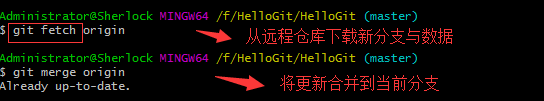 Administrator@Sherlock MINGW64 /f/HelloGit/HelloGit (master)
$ git fetch origin
从远程仓库下载新分支与数据
Administrator@Sherlock MINGW64 /f/HelloGit/HelloGit (master)
$ git merge origin
Already up-to-date.
将更新合并到当前分支